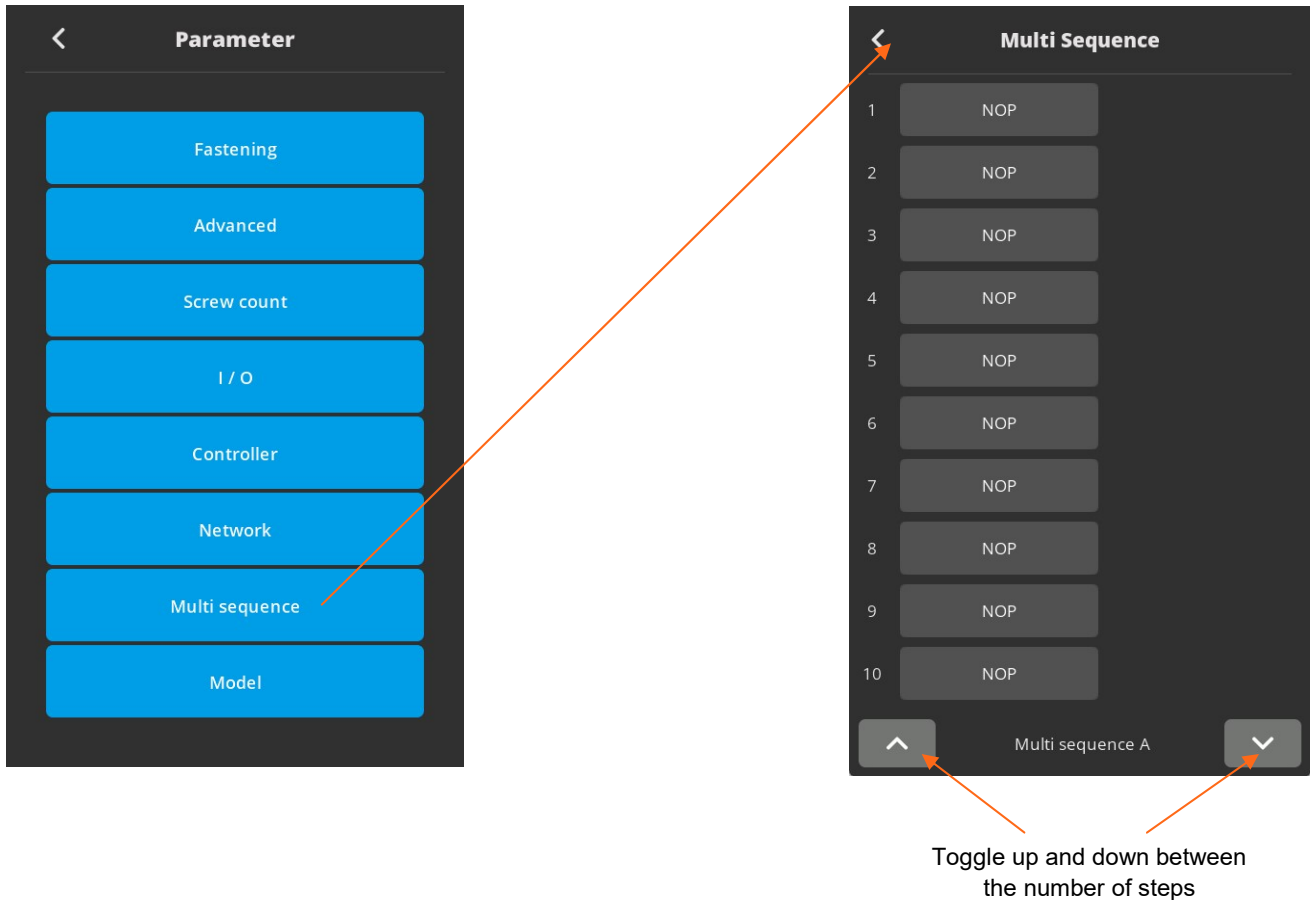 Parameter
Fastening
Advanced
Screw count
I / O
Controller
Network
Multi sequence
Model
Multi Sequence
1 NOP
2 NOP
3 NOP
4 NOP
5 NOP
6 NOP
7 NOP
8 NOP
9 NOP
10 NOP
Multi sequence A
Toggle up and down between
the number of steps